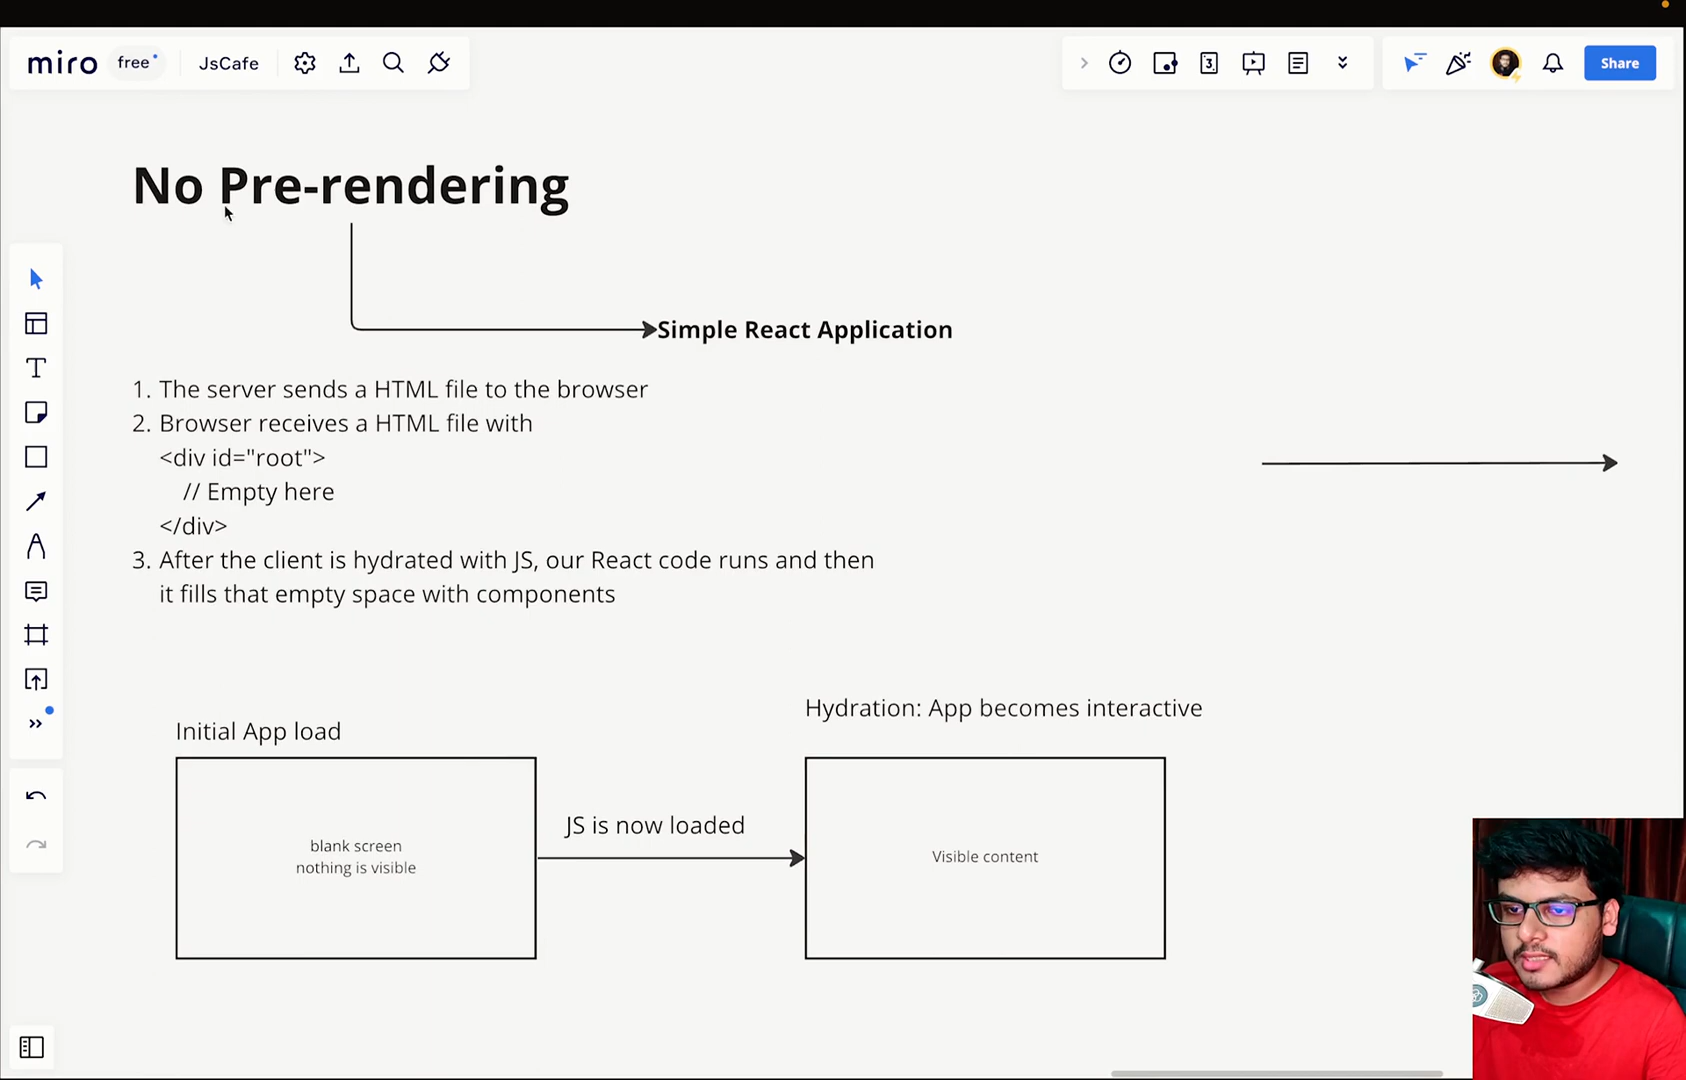 miro free JsCafe
3
Share
No Pre-rendering
Simple React Application
1. The server sends a HTML file to the browser
2. Browser receives a HTML file with
<div id="root">
// Empty here
</div>
3. After the client is hydrated with JS, our React code runs and then
it fills that empty space with components
Initial App load
Hydration: App becomes interactive
blank screen
nothing is visible
JS is now loaded
Visible content